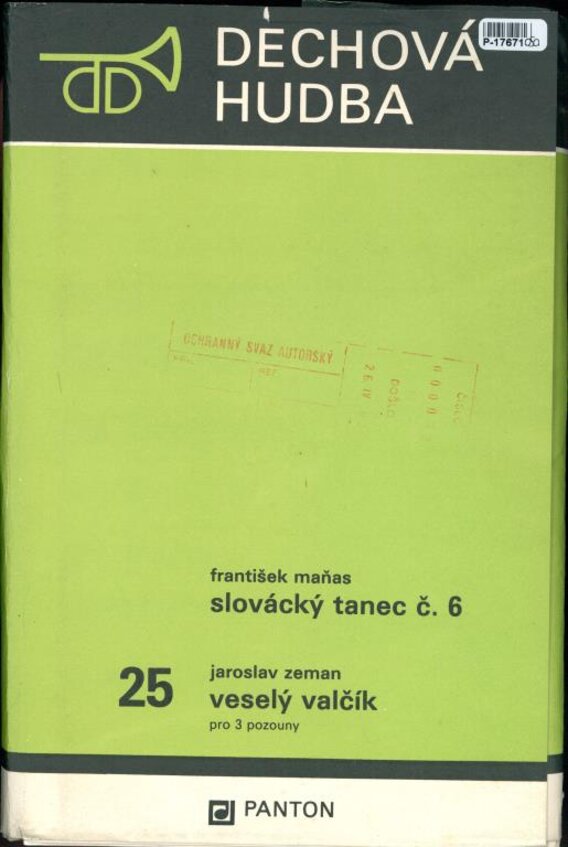 DECHOVÁ
HUDBA
P-17671
OCHRANNÝ SVAZ AUTORSKÝ
DOŠLO
františek maňas
slovácký tanec č. 6
25
jaroslav zeman
veselý valčík
pro 3 pozouny
PANTON